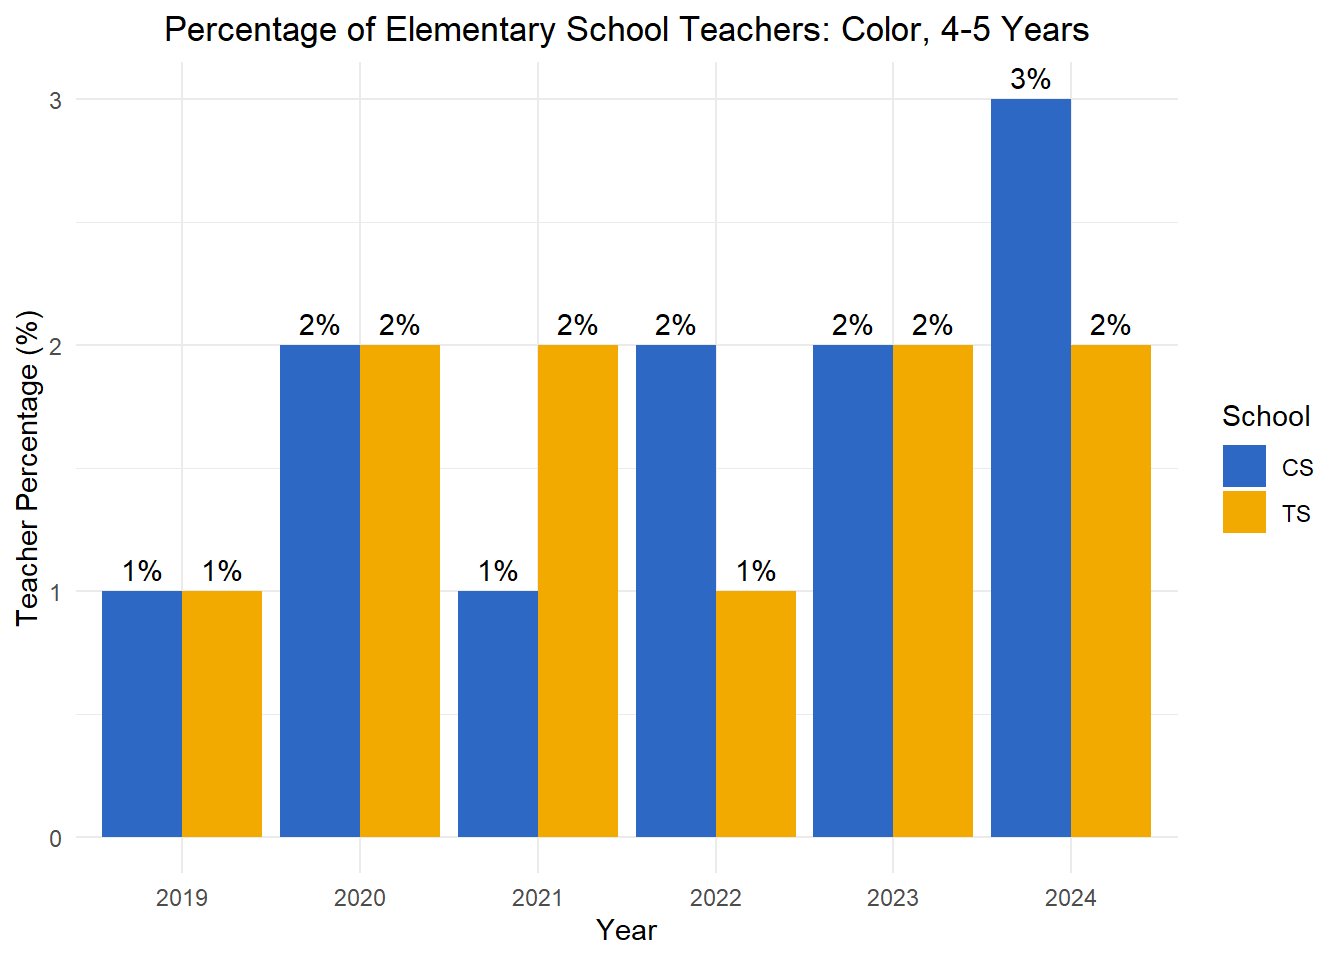 Percentage of Elementary School Teachers: Color, 4-5 Years
Teacher Percentage (%)
3
2
1
0
1% 1%
2% 2%
1% 2%
2% 1%
2% 2%
3% 2%
2019 2020 2021 2022 2023 2024
Year
School
CS
TS